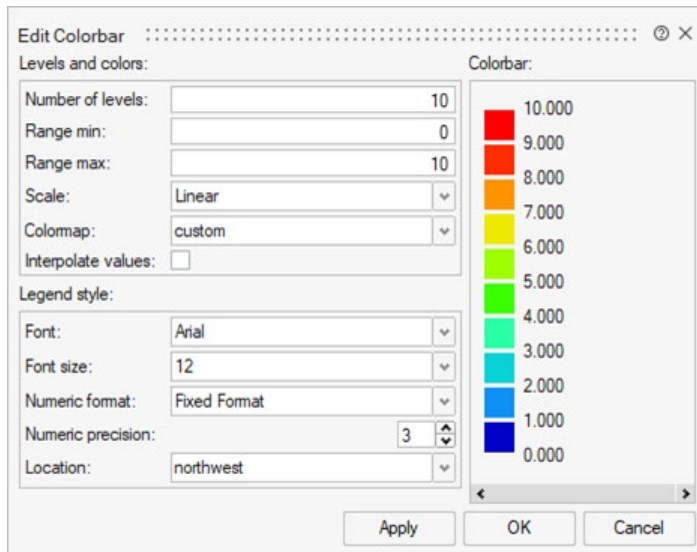 Edit Colorbar
Levels and colors:
Number of levels: 10
Range min: 0
Range max: 10
Scale: Linear
Colormap: custom
Interpolate values:
Legend style:
Font: Arial
Font size: 12
Numeric format: Fixed Format
Numeric precision: 3
Location: northwest
Colorbar:
10.000
9.000
8.000
7.000
6.000
5.000
4.000
3.000
2.000
1.000
0.000
Apply OK Cancel